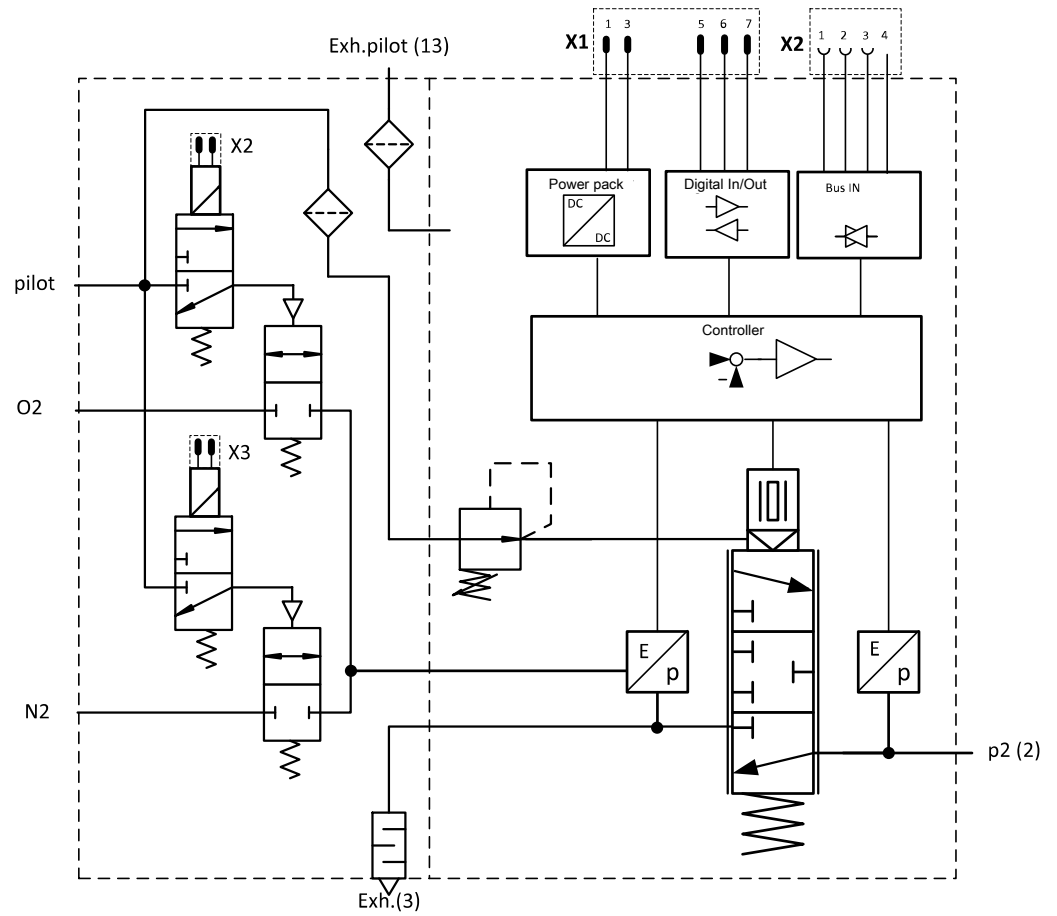 Exh.pilot (13)
X1
1 3 5 6 7
X2
1 2 3 4
X2
Power pack
DC
DC
Digital In/Out
Bus IN
pilot
Controller
O2
X3
E
p
E
p
N2
p2 (2)
Exh.(3)